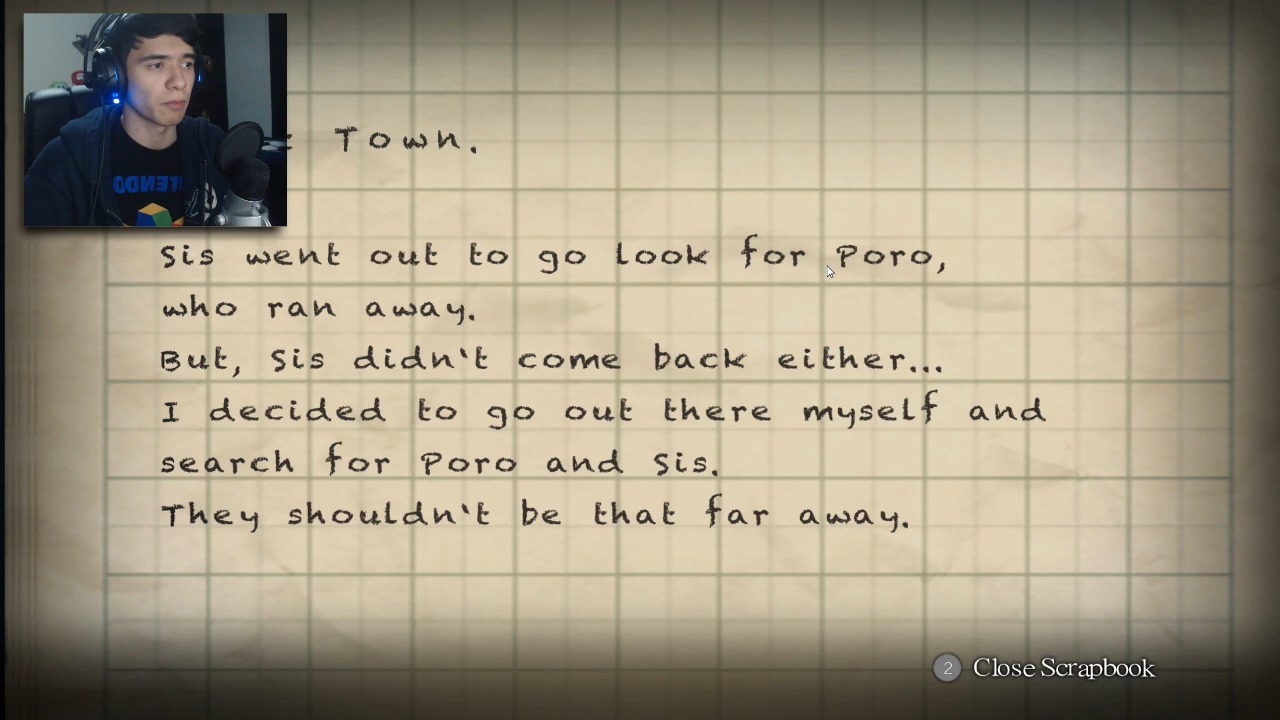 Town.
Sis went out to go look for Poro,
who ran away.
But, Sis didn't come back either...
I decided to go out there myself and
search for Poro and Sis.
They shouldn't be that far away.
2 Close Scrapbook